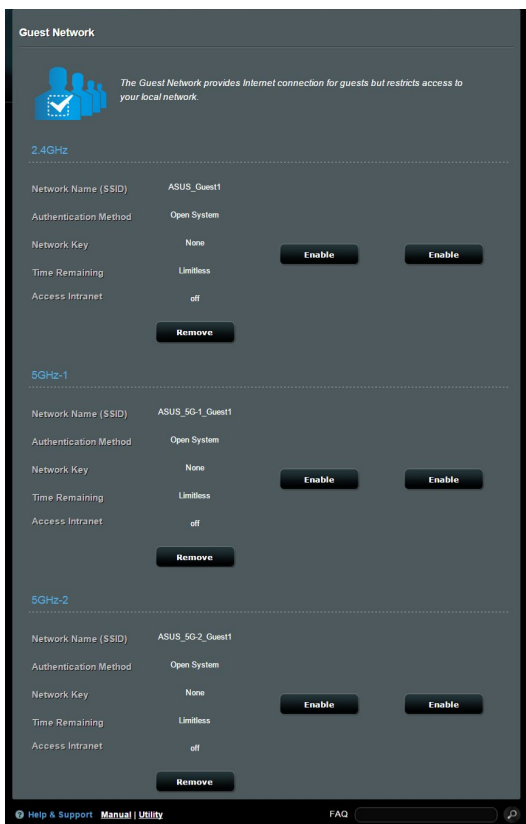 Guest Network
The Guest Network provides Internet connection for guests but restricts access to
your local network.
2.4GHz
Network Name (SSID) ASUS_Guest1
Authentication Method Open System
Network Key None
Enable Enable
Time Remaining Limitless
Access Intranet off
Remove
5GHz-1
Network Name (SSID) ASUS_5G-1_Guest1
Authentication Method Open System
Network Key None
Enable Enable
Time Remaining Limitless
Access Intranet off
Remove
5GHz-2
Network Name (SSID) ASUS_5G-2_Guest1
Authentication Method Open System
Network Key None
Enable Enable
Time Remaining Limitless
Access Intranet off
Remove
? Help & Support Manual | Utility FAQ